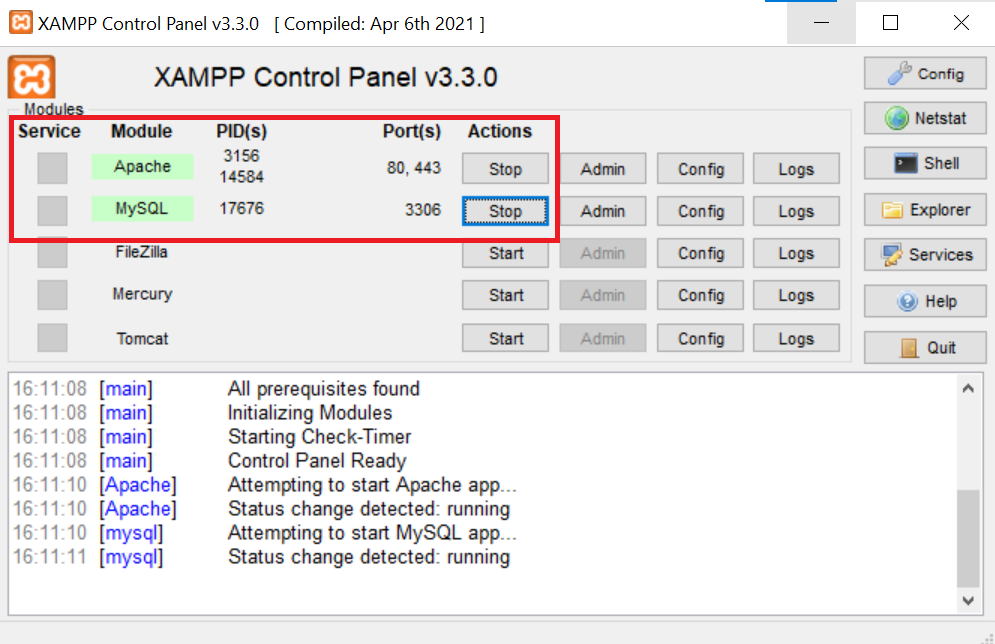 XAMPP Control Panel v3.3.0 [ Compiled: Apr 6th 2021 ]
XAMPP Control Panel v3.3.0
Config
Modules
Service Module PID(s) Port(s) Actions
Netstat
Apache 3156 14584 80, 443 Stop Admin Config Logs
Shell
MySQL 17676 3306 Stop Admin Config Logs
Explorer
FileZilla Start Admin Config Logs
Services
Mercury Start Admin Config Logs
Help
Tomcat Start Admin Config Logs
Quit
16:11:08 [main] All prerequisites found
16:11:08 [main] Initializing Modules
16:11:08 [main] Starting Check-Timer
16:11:08 [main] Control Panel Ready
16:11:10 [Apache] Attempting to start Apache app...
16:11:10 [Apache] Status change detected: running
16:11:10 [mysql] Attempting to start MySQL app...
16:11:11 [mysql] Status change detected: running